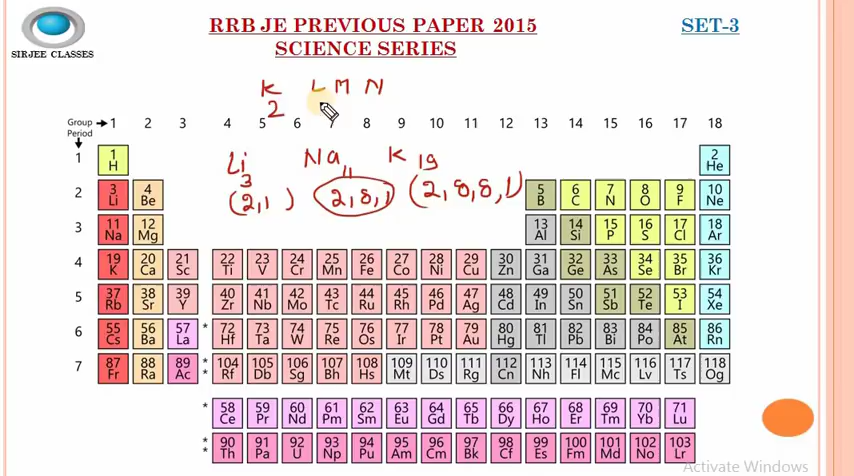 RRB JE PREVIOUS PAPER 2015 SET-3
SCIENCE SERIES
SIRJEE CLASSES
K L M N
2
Group → 1 2 3 4 5 6 7 8 9 10 11 12 13 14 15 16 17 18
Period
Li3 Na11 K19
(2,1) (2,8,1) (2,8,8,1)
1 1 H 2 He
2 3 Li 4 Be 5 B 6 C 7 N 8 O 9 F 10 Ne
3 11 Na 12 Mg 13 Al 14 Si 15 P 16 S 17 Cl 18 Ar
4 19 K 20 Ca 21 Sc 22 Ti 23 V 24 Cr 25 Mn 26 Fe 27 Co 28 Ni 29 Cu 30 Zn 31 Ga 32 Ge 33 As 34 Se 35 Br 36 Kr
5 37 Rb 38 Sr 39 Y 40 Zr 41 Nb 42 Mo 43 Tc 44 Ru 45 Rh 46 Pd 47 Ag 48 Cd 49 In 50 Sn 51 Sb 52 Te 53 I 54 Xe
6 55 Cs 56 Ba 57 La * 72 Hf 73 Ta 74 W 75 Re 76 Os 77 Ir 78 Pt 79 Au 80 Hg 81 Tl 82 Pb 83 Bi 84 Po 85 At 86 Rn
7 87 Fr 88 Ra 89 Ac * * 104 Rf 105 Db 106 Sg 107 Bh 108 Hs 109 Mt 110 Ds 111 Rg 112 Cn 113 Nh 114 Fl 115 Mc 116 Lv 117 Ts 118 Og
* 58 Ce 59 Pr 60 Nd 61 Pm 62 Sm 63 Eu 64 Gd 65 Tb 66 Dy 67 Ho 68 Er 69 Tm 70 Yb 71 Lu
* * 90 Th 91 Pa 92 U 93 Np 94 Pu 95 Am 96 Cm 97 Bk 98 Cf 99 Es 100 Fm 101 Md 102 No 103 Lr
Activate Windows